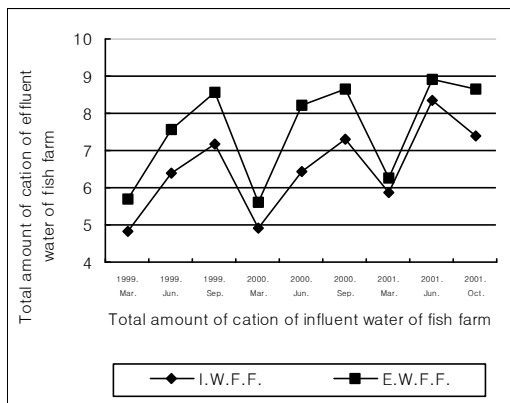 Total amount of cation of effluent
water of fish farm
10
9
8
7
6
5
4
1999. 1999. 1999. 2000. 2000. 2000. 2001. 2001. 2001.
Mar. Jun. Sep. Mar. Jun. Sep. Mar. Jun. Oct.
Total amount of cation of influent water of fish farm
I.W.F.F. E.W.F.F.